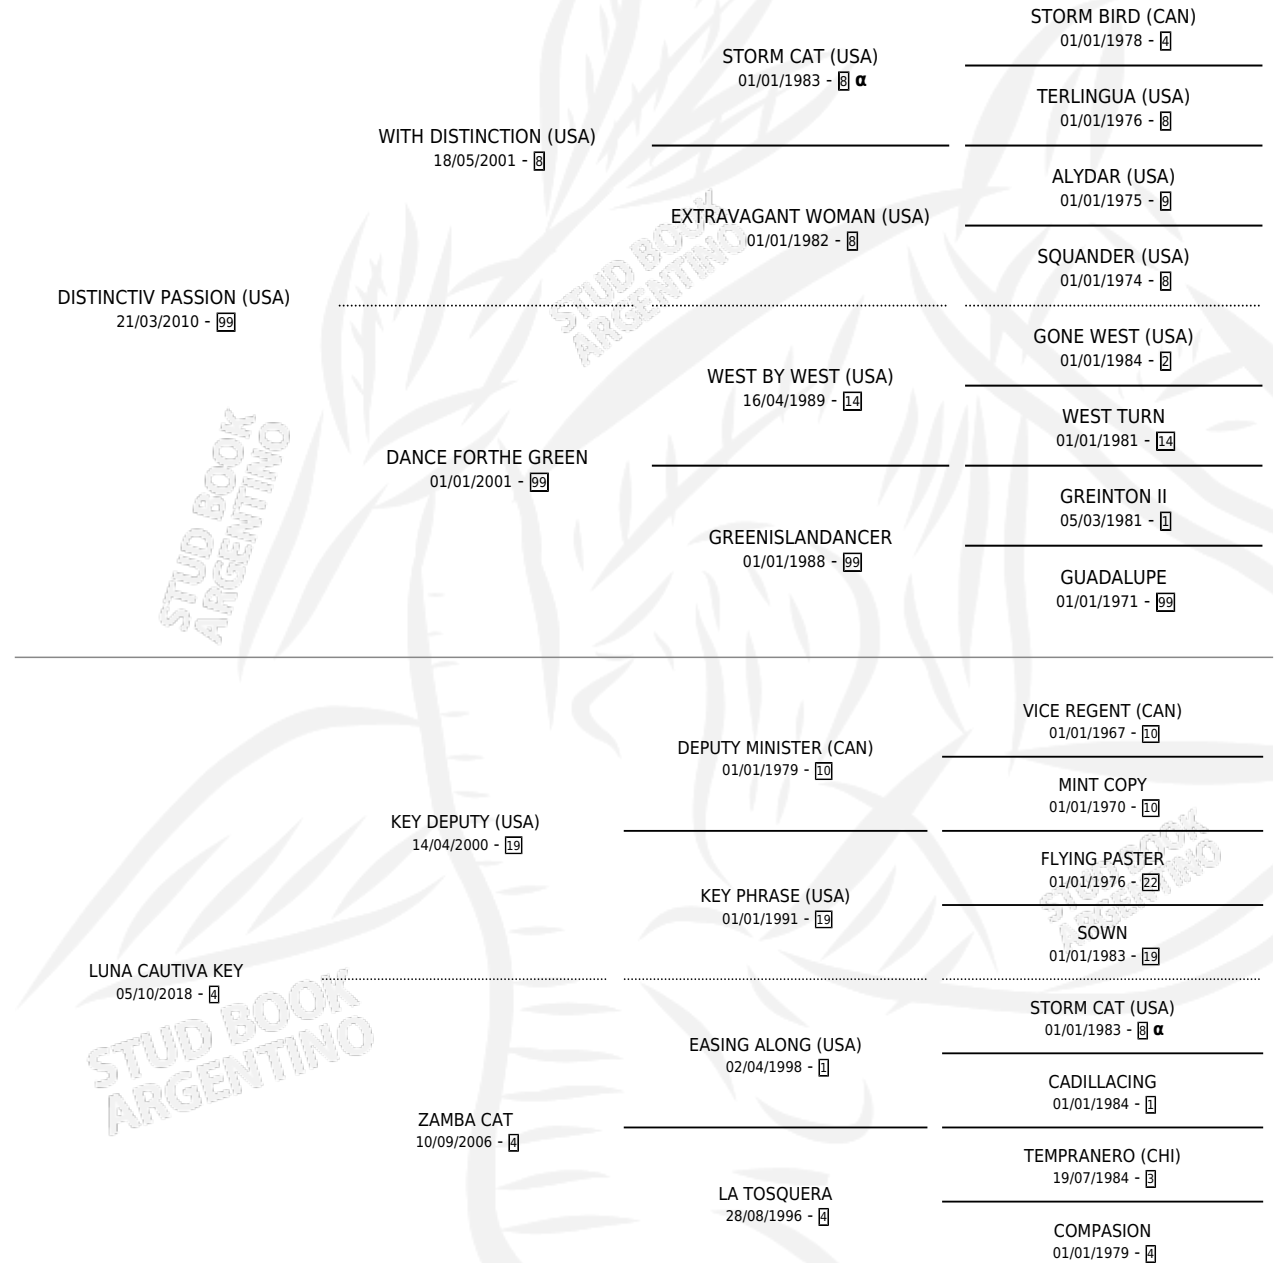 STORM BIRD (CAN)
01/01/1978 - 4
STORM CAT (USA)
01/01/1983 - 8 α
TERLINGUA (USA)
01/01/1976 - 8
WITH DISTINCTION (USA)
18/05/2001 - 8
ALYDAR (USA)
01/01/1975 - 9
EXTRAVAGANT WOMAN (USA)
01/01/1982 - 8
SQUANDER (USA)
01/01/1974 - 8
DISTINCTIV PASSION (USA)
21/03/2010 - 99
GONE WEST (USA)
01/01/1984 - 2
WEST BY WEST (USA)
16/04/1989 - 14
WEST TURN
01/01/1981 - 14
DANCE FORTHE GREEN
01/01/2001 - 99
GREINTON II
05/03/1981 - 1
GREENISLANDANCER
01/01/1988 - 99
GUADALUPE
01/01/1971 - 99
VICE REGENT (CAN)
01/01/1967 - 10
DEPUTY MINISTER (CAN)
01/01/1979 - 10
MINT COPY
01/01/1970 - 10
KEY DEPUTY (USA)
14/04/2000 - 19
FLYING PASTER
01/01/1976 - 22
KEY PHRASE (USA)
01/01/1991 - 19
SOWN
01/01/1983 - 19
LUNA CAUTIVA KEY
05/10/2018 - 4
STORM CAT (USA)
01/01/1983 - 8 α
EASING ALONG (USA)
02/04/1998 - 1
CADILLACING
01/01/1984 - 1
ZAMBA CAT
10/09/2006 - 4
TEMPRANERO (CHI)
19/07/1984 - 3
LA TOSQUERA
28/08/1996 - 4
COMPASION
01/01/1979 - 4
STUD BOOK
ARGENTINO
STUD BOOK
ARGENTINO
STUD BOOK
ARGENTINO
STUD BOOK
ARGENTINO